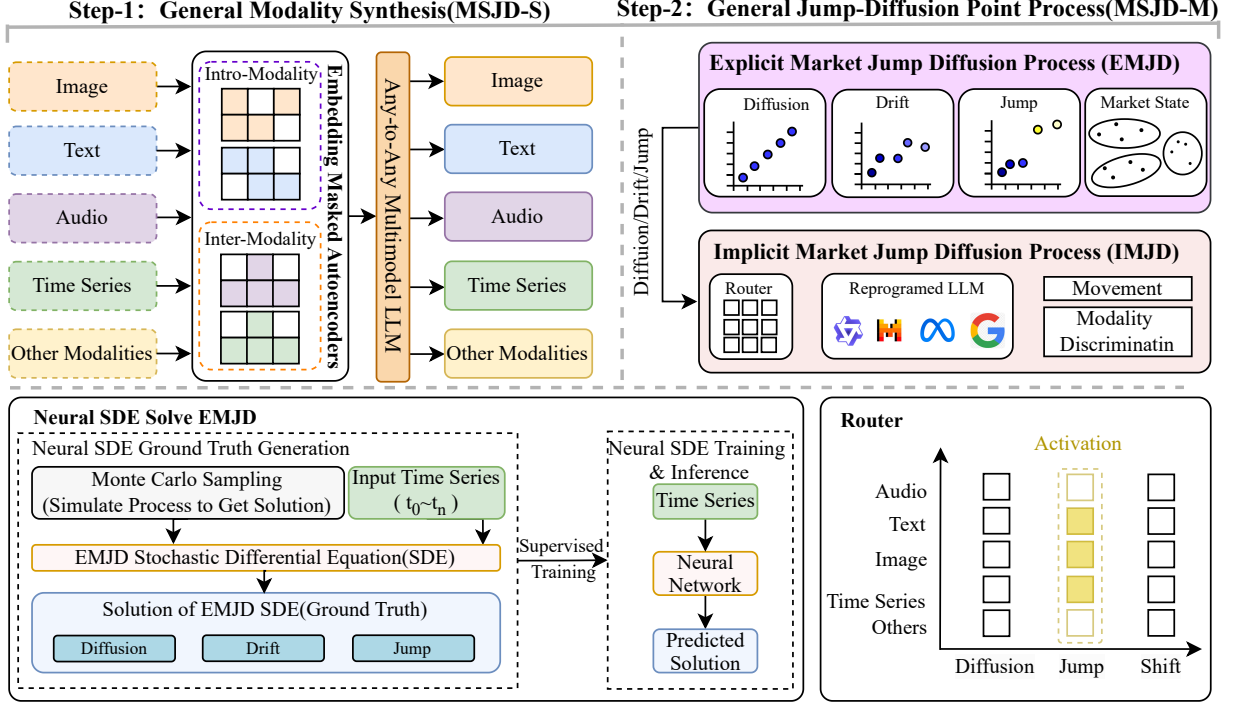 Step-1: General Modality Synthesis(MSJD-S)
Step-2: General Jump-Diffusion Point Process(MSJD-M)
Image
Text
Audio
Time Series
Other Modalities
Intro-Modality
Inter-Modality
Embedding Masked Autoencoders
Any-to-Any Multimodel LLM
Image
Text
Audio
Time Series
Other Modalities
Diffuion/Drift/Jump
Explicit Market Jump Diffusion Process (EMJD)
Diffusion
Drift
Jump
Market State
Implicit Market Jump Diffusion Process (IMJD)
Router
Reprogramed LLM
Movement
Modality
Discriminatin
Neural SDE Solve EMJD
Neural SDE Ground Truth Generation
Monte Carlo Sampling
(Simulate Process to Get Solution)
Input Time Series
( t0~tn )
EMJD Stochastic Differential Equation(SDE)
Solution of EMJD SDE(Ground Truth)
Diffusion
Drift
Jump
Supervised
Training
Neural SDE Training
& Inference
Time Series
Neural
Network
Predicted
Solution
Router
Activation
Audio
Text
Image
Time Series
Others
Diffusion
Jump
Shift